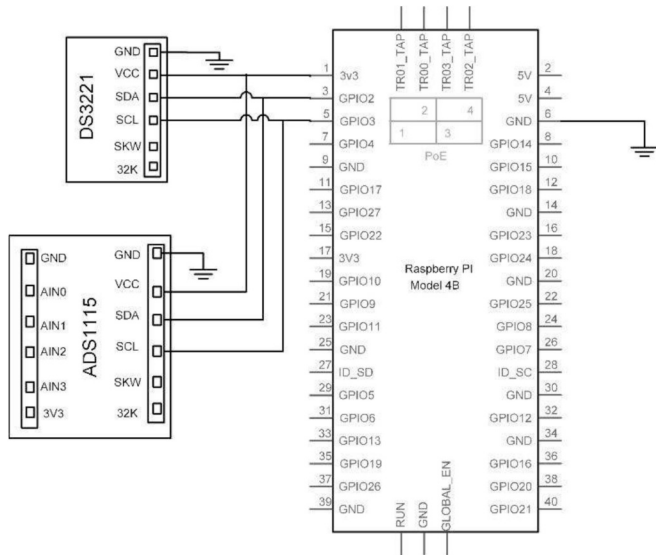 GND
VCC
SDA
SCL
SKW
32K
DS3221
GND
AIN0
AIN1
AIN2
AIN3
3V3
ADS1115
GND
VCC
SDA
SCL
SKW
32K
TR01_TAP
TR00_TAP
TR03_TAP
TR02_TAP
2 4
1 3
PoE
1 3v3 5V 2
3 GPIO2 5V 4
5 GPIO3 GND 6
7 GPIO4 GPIO14 8
9 GND GPIO15 10
11 GPIO17 GPIO18 12
13 GPIO27 GND 14
15 GPIO22 GPIO23 16
17 3V3 GPIO24 18
19 GPIO10 GND 20
21 GPIO9 GPIO25 22
23 GPIO11 GPIO8 24
25 GND GPIO7 26
27 ID_SD ID_SC 28
29 GPIO5 GND 30
31 GPIO6 GPIO12 32
33 GPIO13 GND 34
35 GPIO19 GPIO16 36
37 GPIO26 GPIO20 38
39 GND GPIO21 40
Raspberry PI
Model 4B
RUN
GND
GLOBAL_EN